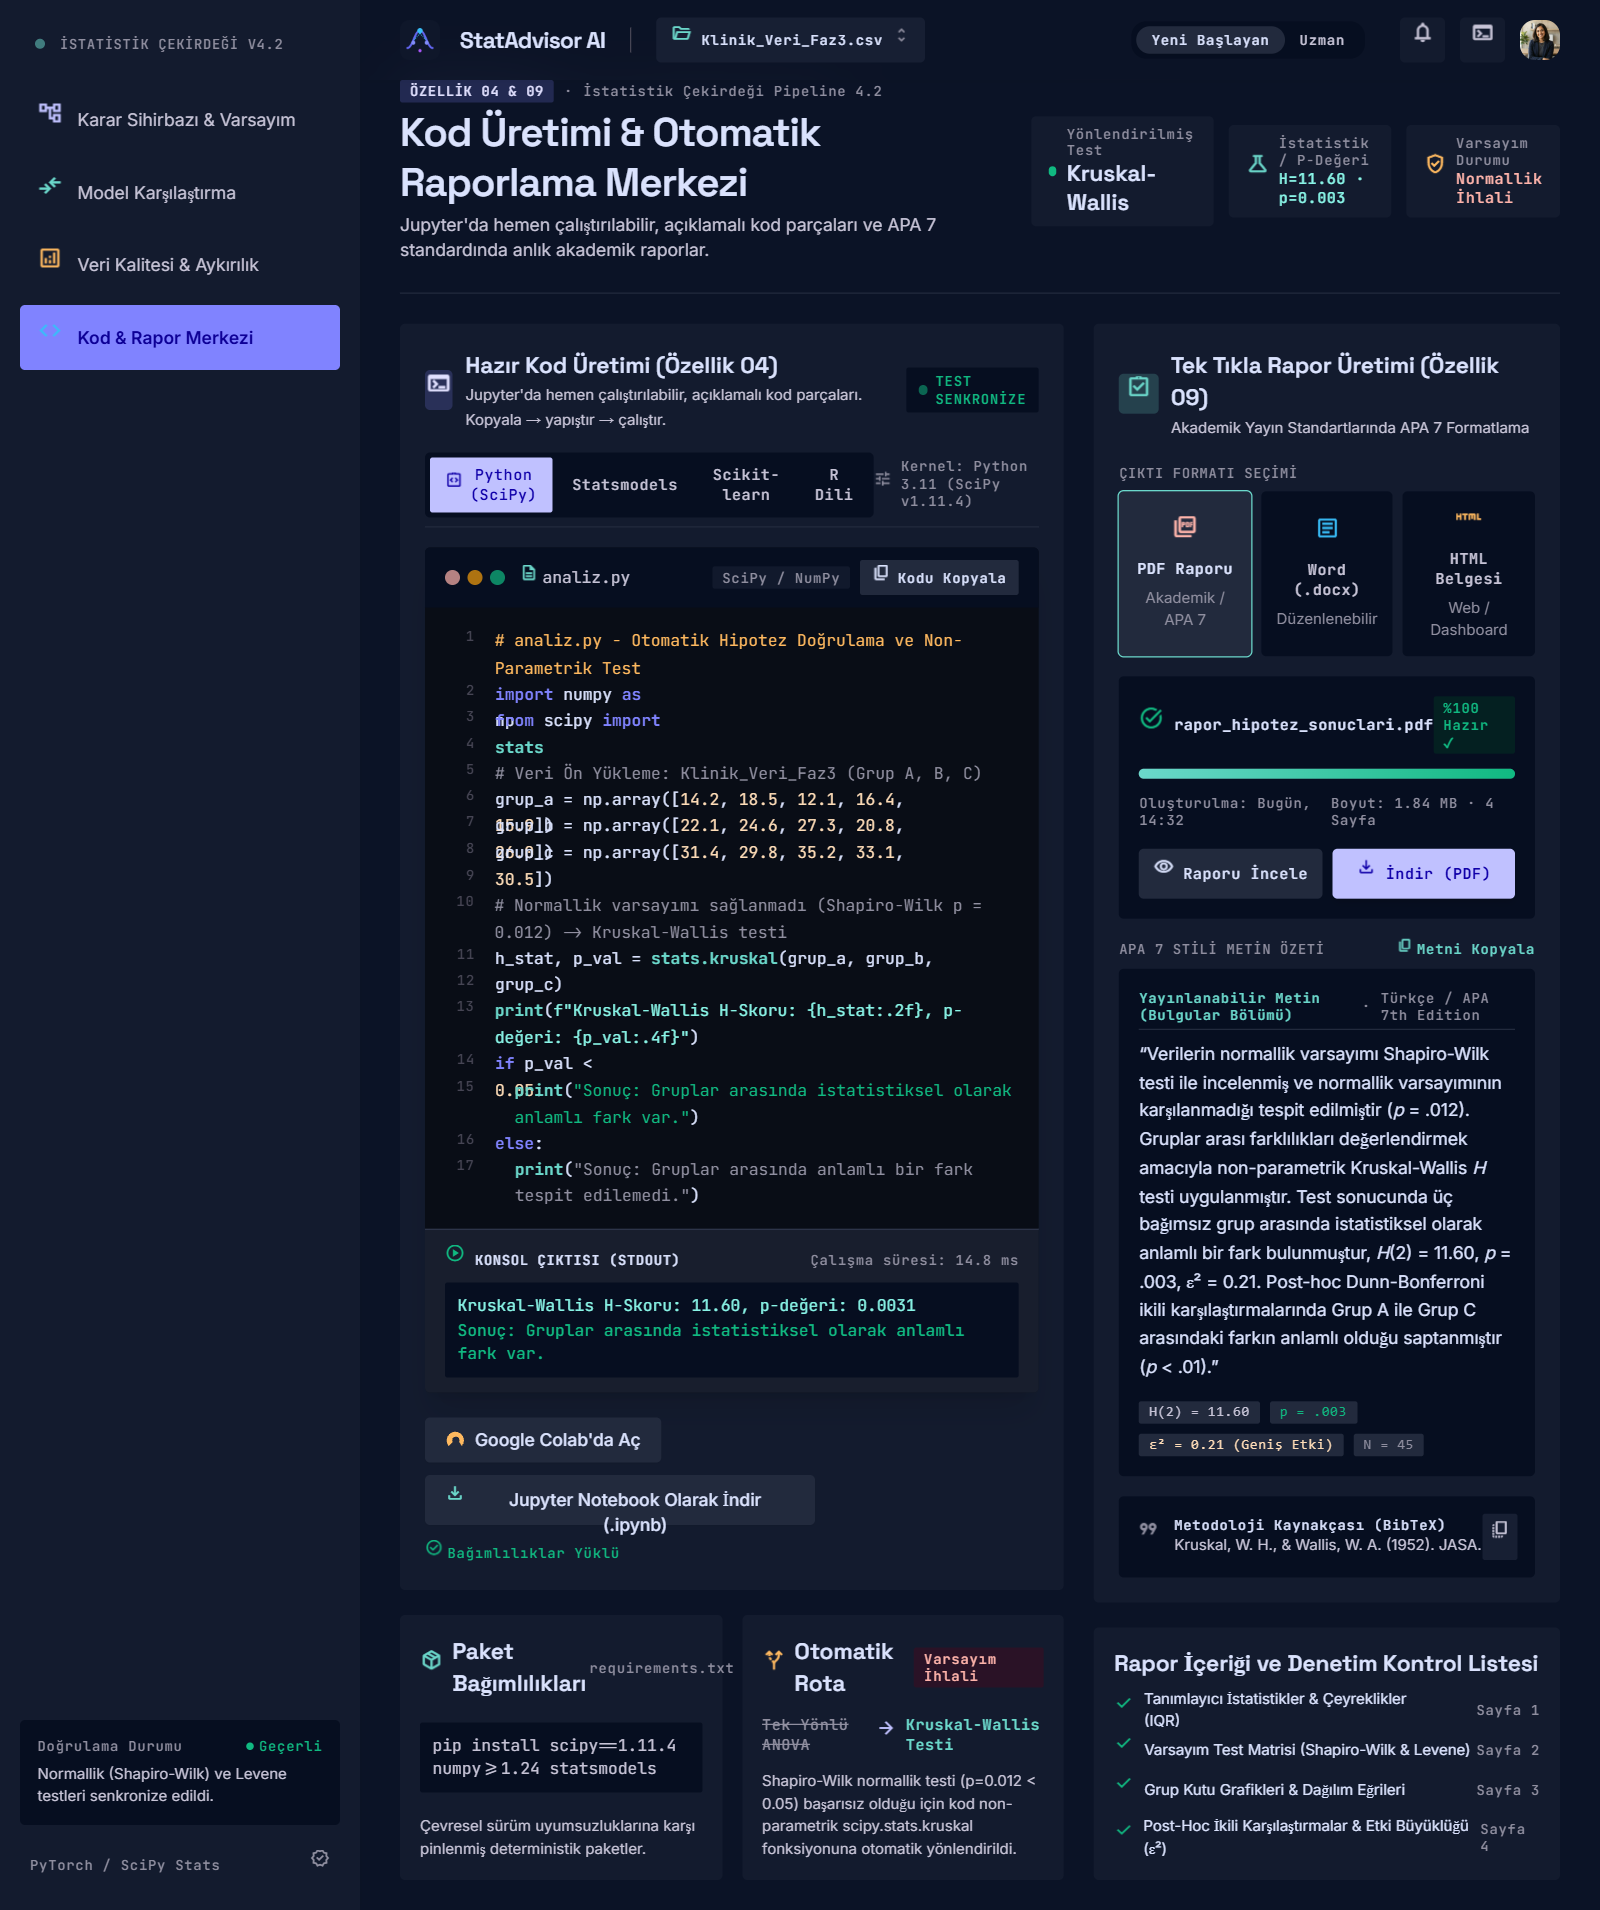 İSTATİSTİK ÇEKİRDEĞİ V4.2
Karar Sihirbazı & Varsayım
Model Karşılaştırma
Veri Kalitesi & Aykırılık
Kod & Rapor Merkezi
Doğrulama Durumu
Geçerli
Normallik (Shapiro-Wilk) ve Levene
testleri senkronize edildi.
PyTorch / SciPy Stats
StatAdvisor AI
Klinik_Veri_Faz3.csv
Yeni Başlayan
Uzman
ÖZELLİK 04 & 09
· İstatistik Çekirdeği Pipeline 4.2
Kod Üretimi & Otomatik
Raporlama Merkezi
Jupyter'da hemen çalıştırılabilir, açıklamalı kod parçaları ve APA 7
standardında anlık akademik raporlar.
Yönlendirilmiş
Test
Kruskal-
Wallis
İstatistik
/ P-Değeri
H=11.60 ·
p=0.003
Varsayım
Durumu
Normallik
İhlali
Hazır Kod Üretimi (Özellik 04)
Jupyter'da hemen çalıştırılabilir, açıklamalı kod parçaları.
Kopyala → yapıştır → çalıştır.
TEST
SENKRONİZE
Python
(SciPy)
Statsmodels
Scikit-
learn
R
Dili
Kernel: Python
3.11 (SciPy
v1.11.4)
analiz.py
SciPy / NumPy
Kodu Kopyala
1 # analiz.py - Otomatik Hipotez Doğrulama ve Non-
Parametrik Test
2 import numpy as
np
3 from scipy import
4 stats
5 # Veri Ön Yükleme: Klinik_Veri_Faz3 (Grup A, B, C)
6 grup_a = np.array([14.2, 18.5, 12.1, 16.4,
15.9])
7 grup_b = np.array([22.1, 24.6, 27.3, 20.8,
26.0])
8 grup_c = np.array([31.4, 29.8, 35.2, 33.1,
9 30.5])
10 # Normallik varsayımı sağlanmadı (Shapiro-Wilk p =
0.012) → Kruskal-Wallis testi
11 h_stat, p_val = stats.kruskal(grup_a, grup_b,
12 grup_c)
13 print(f"Kruskal-Wallis H-Skoru: {h_stat:.2f}, p-
değeri: {p_val:.4f}")
14 if p_val <
0.05:
15 print("Sonuç: Gruplar arasında istatistiksel olarak
anlamlı fark var.")
16 else:
17 print("Sonuç: Gruplar arasında anlamlı bir fark
tespit edilemedi.")
KONSOL ÇIKTISI (STDOUT)
Çalışma süresi: 14.8 ms
Kruskal-Wallis H-Skoru: 11.60, p-değeri: 0.0031
Sonuç: Gruplar arasında istatistiksel olarak anlamlı
fark var.
Google Colab'da Aç
Jupyter Notebook Olarak İndir
(.ipynb)
Bağımlılıklar Yüklü
Paket
Bağımlılıkları
requirements.txt
pip install scipy==1.11.4
numpy>=1.24 statsmodels
Çevresel sürüm uyumsuzluklarına karşı
pinlenmiş deterministik paketler.
Otomatik
Rota
Varsayım
İhlali
Tek Yönlü
ANOVA
→
Kruskal-Wallis
Testi
Shapiro-Wilk normallik testi (p=0.012 <
0.05) başarısız olduğu için kod non-
parametrik scipy.stats.kruskal
fonksiyonuna otomatik yönlendirildi.
Tek Tıkla Rapor Üretimi (Özellik
09)
Akademik Yayın Standartlarında APA 7 Formatlama
ÇIKTI FORMATI SEÇİMİ
PDF
PDF Raporu
Akademik /
APA 7
Word
(.docx)
Düzenlenebilir
HTML
HTML
Belgesi
Web /
Dashboard
rapor_hipotez_sonuclari.pdf
%100
Hazır
✓
Oluşturulma: Bugün,
14:32
Boyut: 1.84 MB · 4
Sayfa
Raporu İncele
İndir (PDF)
APA 7 STİLİ METİN ÖZETİ
Metni Kopyala
Yayınlanabilir Metin
(Bulgular Bölümü)
· Türkçe / APA
7th Edition
“Verilerin normallik varsayımı Shapiro-Wilk
testi ile incelenmiş ve normallik varsayımının
karşılanmadığı tespit edilmiştir (p = .012).
Gruplar arası farklılıkları değerlendirmek
amacıyla non-parametrik Kruskal-Wallis H
testi uygulanmıştır. Test sonucunda üç
bağımsız grup arasında istatistiksel olarak
anlamlı bir fark bulunmuştur, H(2) = 11.60, p =
.003, ε² = 0.21. Post-hoc Dunn-Bonferroni
ikili karşılaştırmalarında Grup A ile Grup C
arasındaki farkın anlamlı olduğu saptanmıştır
(p < .01).”
H(2) = 11.60
p = .003
ε² = 0.21 (Geniş Etki)
N = 45
Metodoloji Kaynakçası (BibTeX)
Kruskal, W. H., & Wallis, W. A. (1952). JASA.
Rapor İçeriği ve Denetim Kontrol Listesi
Tanımlayıcı İstatistikler & Çeyreklikler
(IQR)
Sayfa 1
Varsayım Test Matrisi (Shapiro-Wilk & Levene)
Sayfa 2
Grup Kutu Grafikleri & Dağılım Eğrileri
Sayfa 3
Post-Hoc İkili Karşılaştırmalar & Etki Büyüklüğü
(ε²)
Sayfa
4